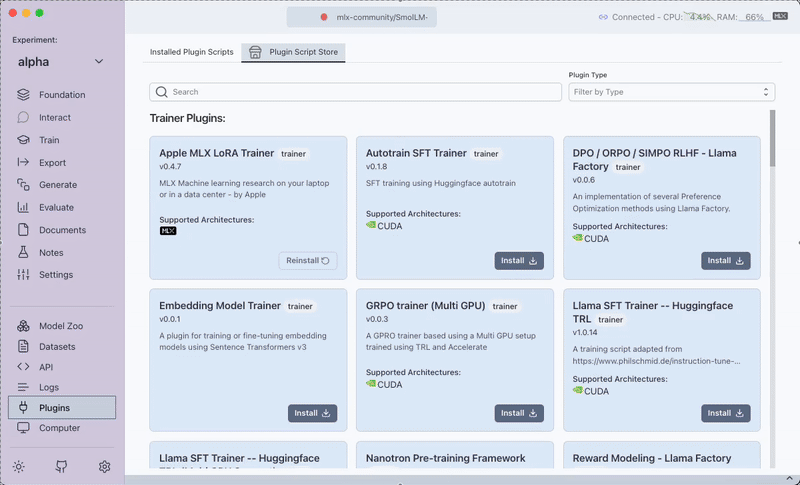 mlx-community/SmolLM-
Connected - CPU: RAM: 66% MLX
Experiment:
alpha
Foundation
Interact
Train
Export
Generate
Evaluate
Documents
Notes
Settings
Model Zoo
Datasets
API
Logs
Plugins
Computer
Installed Plugin Scripts
Plugin Script Store
Search
Plugin Type
Filter by Type
Trainer Plugins:
Apple MLX LoRA Trainer trainer
v0.4.7
MLX Machine learning research on your laptop
or in a data center - by Apple
Supported Architectures:
MLX
Reinstall
Autotrain SFT Trainer trainer
v0.1.8
SFT training using Huggingface autotrain
Supported Architectures:
CUDA
Install
DPO / ORPO / SIMPO RLHF - Llama
Factory trainer
v0.0.6
An implementation of several Preference
Optimization methods using Llama Factory.
Supported Architectures:
CUDA
Install
Embedding Model Trainer trainer
v0.0.1
A plugin for training or fine-tuning embedding
models using Sentence Transformers v3
Install
GRPO trainer (Multi GPU) trainer
v0.0.3
A GPRO trainer based using a Multi GPU setup
trained using TRL and Accelerate
Supported Architectures:
CUDA
Install
Llama SFT Trainer -- Huggingface
TRL trainer
v1.0.14
A training script adapted from
https://www.philschmid.de/instruction-tune-...
Supported Architectures:
CUDA
Install
Llama SFT Trainer -- Huggingface
Nanotron Pre-training Framework
Reward Modeling - Llama Factory